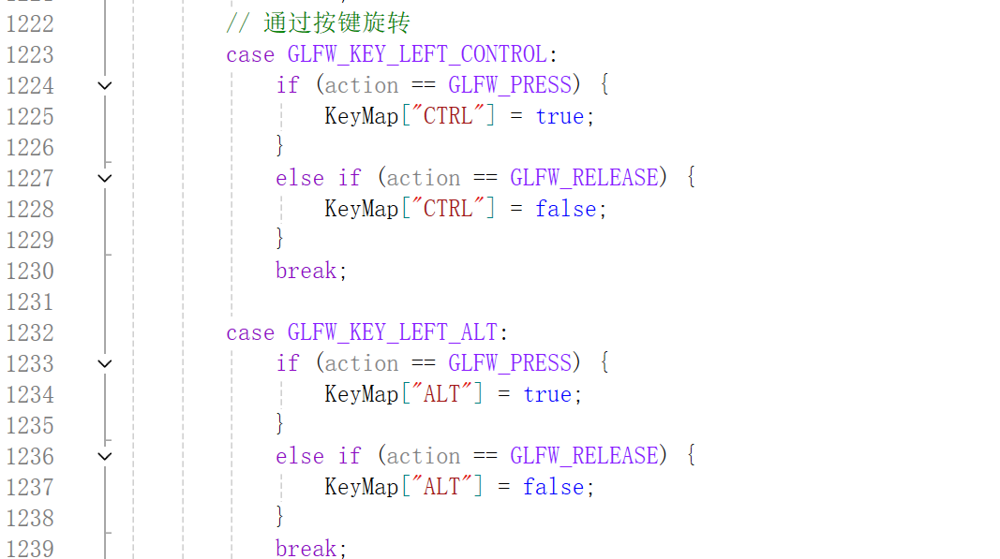 1222 // 通过按键旋转
1223 case GLFW_KEY_LEFT_CONTROL:
1224 if (action == GLFW_PRESS) {
1225 KeyMap["CTRL"] = true;
1226 }
1227 else if (action == GLFW_RELEASE) {
1228 KeyMap["CTRL"] = false;
1229 }
1230 break;
1231
1232 case GLFW_KEY_LEFT_ALT:
1233 if (action == GLFW_PRESS) {
1234 KeyMap["ALT"] = true;
1235 }
1236 else if (action == GLFW_RELEASE) {
1237 KeyMap["ALT"] = false;
1238 }
1239 break;